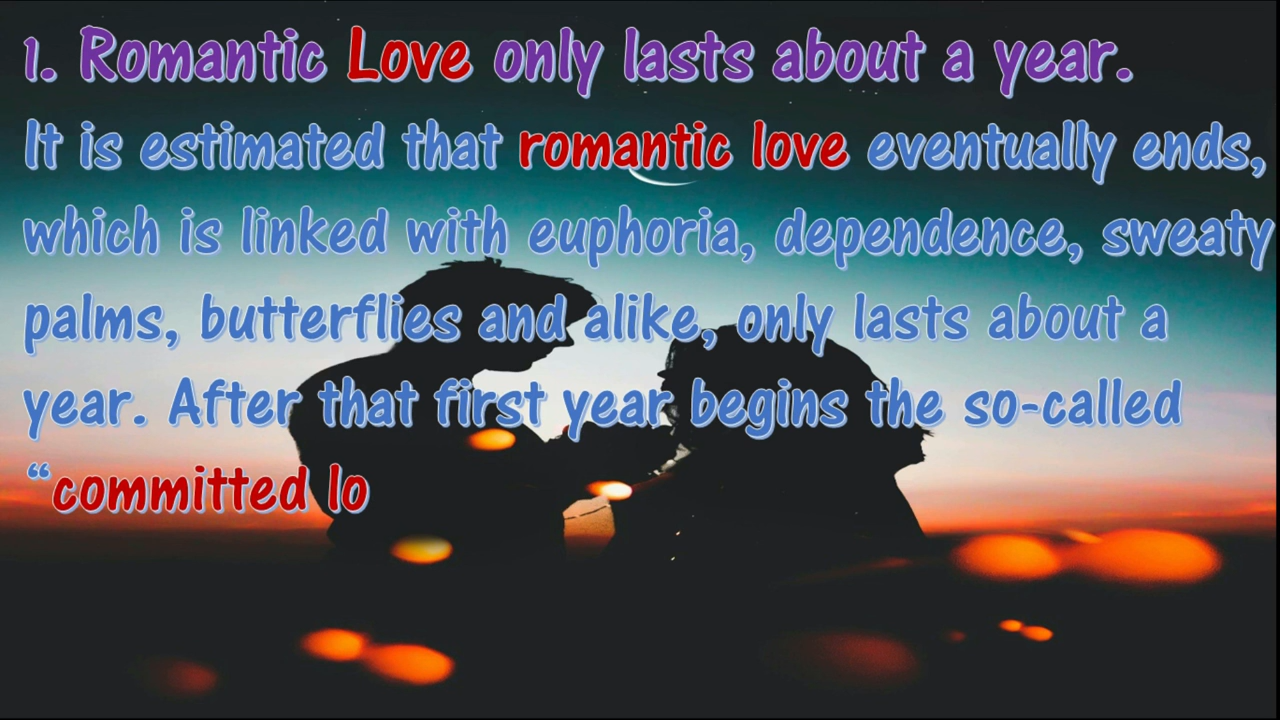 1. Romantic Love only lasts about a year.
It is estimated that romantic love eventually ends,
which is linked with euphoria, dependence, sweaty
palms, butterflies and alike, only lasts about a
year. After that first year begins the so-called
“committed lo